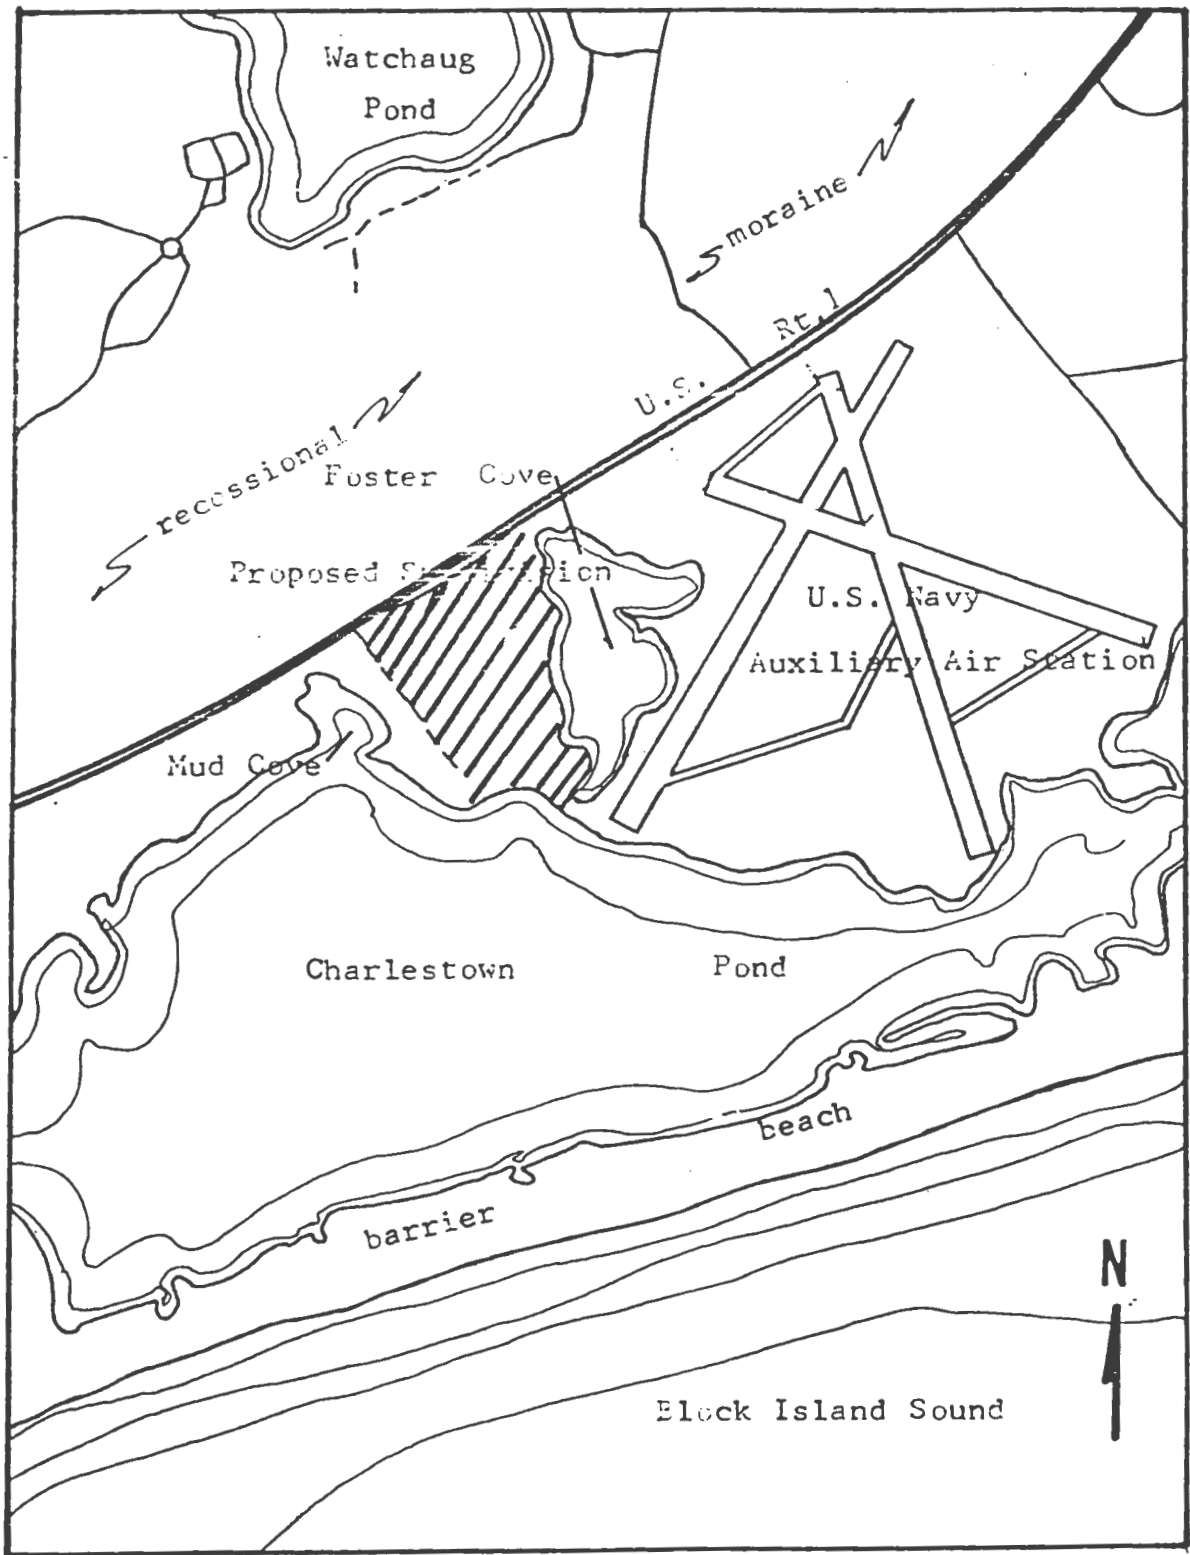 Watchaug
Pond
moraine
U.S. Rt.1
recessional
Foster Cove
Proposed
U.S. Navy
Auxiliary Air Station
Mud Cove
Charlestown Pond
beach
barrier
N
Block Island Sound